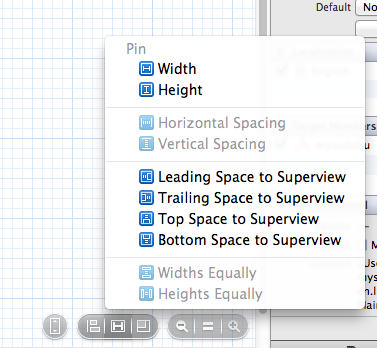 Default No
Pin
Width
Height
Horizontal Spacing
Vertical Spacing
Leading Space to Superview
Trailing Space to Superview
Top Space to Superview
Bottom Space to Superview
Widths Equally
Heights Equally